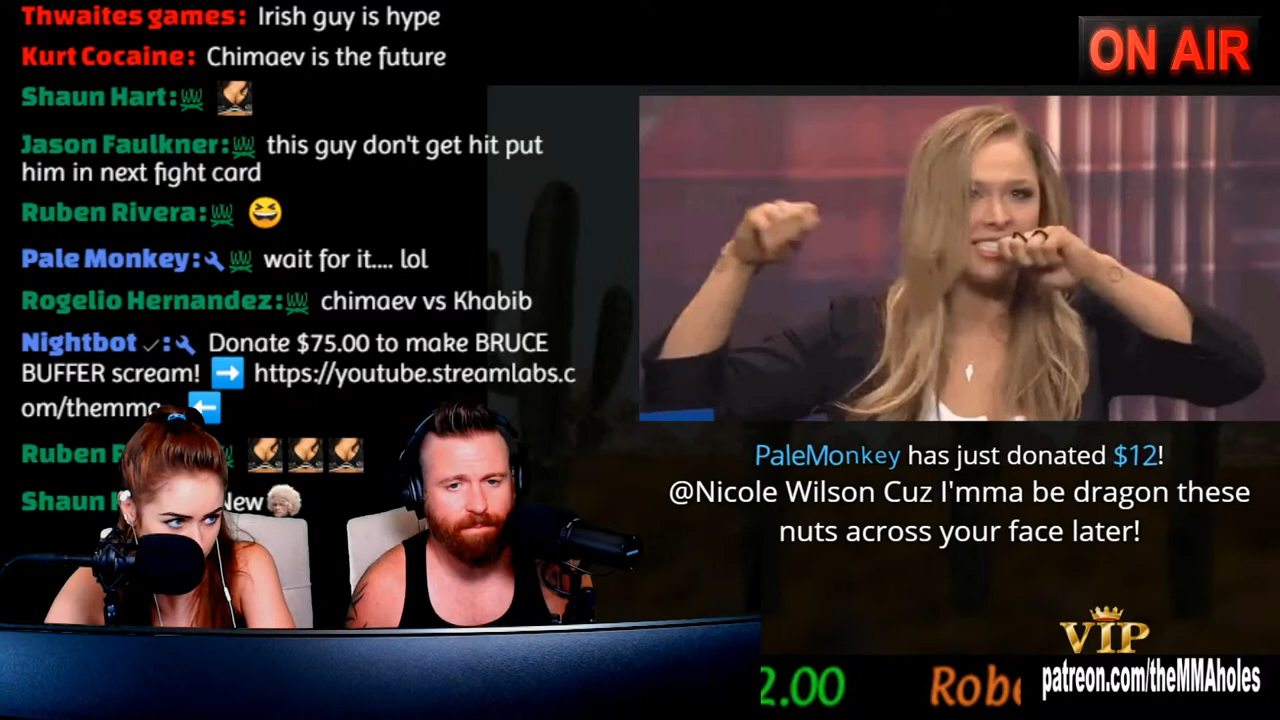 Thwaites games: Irish guy is hype
Kurt Cocaine: Chimaev is the future
Shaun Hart:
Jason Faulkner: this guy don't get hit put
him in next fight card
Ruben Rivera: 😆
Pale Monkey: wait for it.... lol
Rogelio Hernandez: chimaev vs Khabib
Nightbot ✓: Donate $75.00 to make BRUCE
BUFFER scream! ➡ https://youtube.streamlabs.c
om/themma ⬅
Ruben
Shaun New
ON AIR
PaleMonkey has just donated $12!
@Nicole Wilson Cuz I'mma be dragon these
nuts across your face later!
VIP
patreon.com/theMMAholes
2.00 Robe